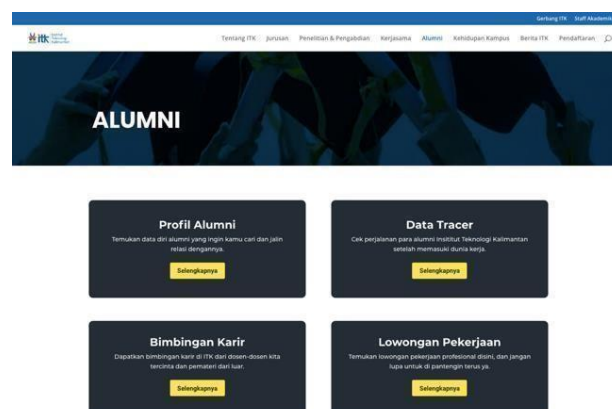 Gerbang ITK Staff Akademik
itk Institut Teknologi Kalimantan
Tentang ITK Jurusan Penelitian & Pengabdian Kerjasama Alumni Kehidupan Kampus Berita ITK Pendaftaran
ALUMNI
Profil Alumni
Temukan data diri alumni yang ingin kamu cari dan jalin
relasi dengannya.
Selengkapnya
Data Tracer
Cek perjalanan para alumni Insititut Teknologi Kalimantan
setelah memasuki dunia kerja.
Selengkapnya
Bimbingan Karir
Dapatkan bimbingan karir di ITK dari dosen-dosen kita
tercinta dan pemateri dari luar.
Selengkapnya
Lowongan Pekerjaan
Temukan lowongan pekerjaan profesional disini, dan jangan
lupa untuk di pantengin terus ya.
Selengkapnya